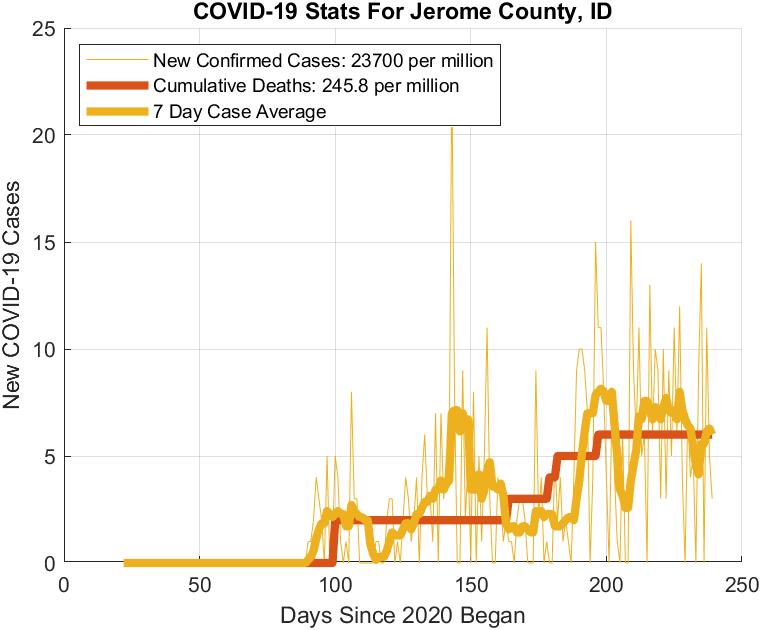 COVID-19 Stats For Jerome County, ID
25
New Confirmed Cases: 23700 per million
Cumulative Deaths: 245.8 per million
7 Day Case Average
20
15
10
5
0
New COVID-19 Cases
0 50 100 150 200 250
Days Since 2020 Began